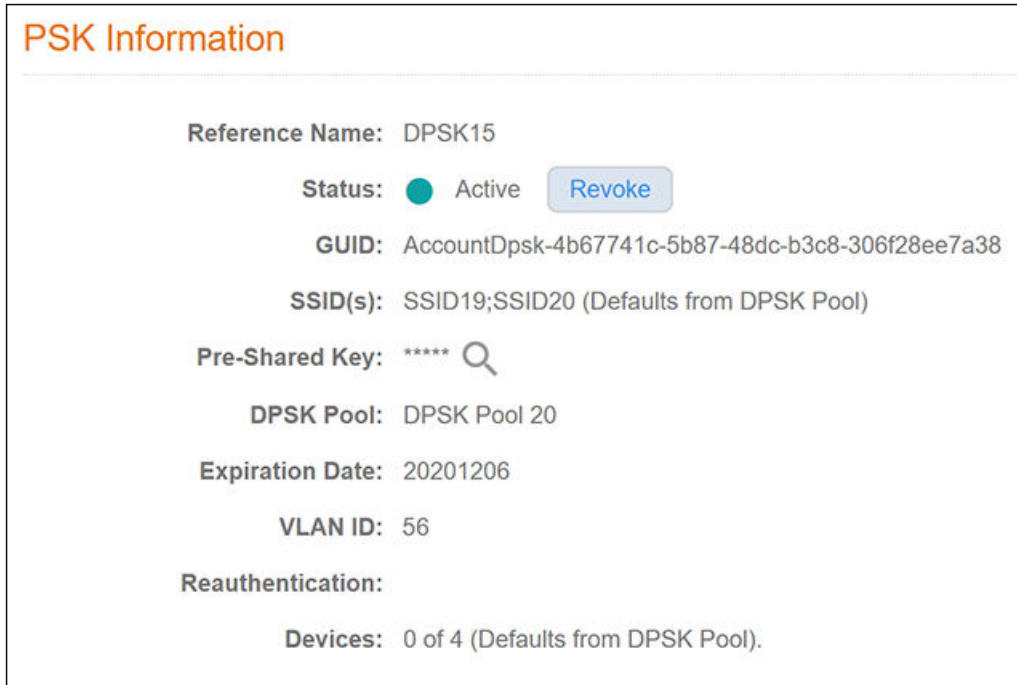 PSK Information
Reference Name: DPSK15
Status: Active Revoke
GUID: AccountDpsk-4b67741c-5b87-48dc-b3c8-306f28ee7a38
SSID(s): SSID19;SSID20 (Defaults from DPSK Pool)
Pre-Shared Key: *****
DPSK Pool: DPSK Pool 20
Expiration Date: 20201206
VLAN ID: 56
Reauthentication:
Devices: 0 of 4 (Defaults from DPSK Pool).